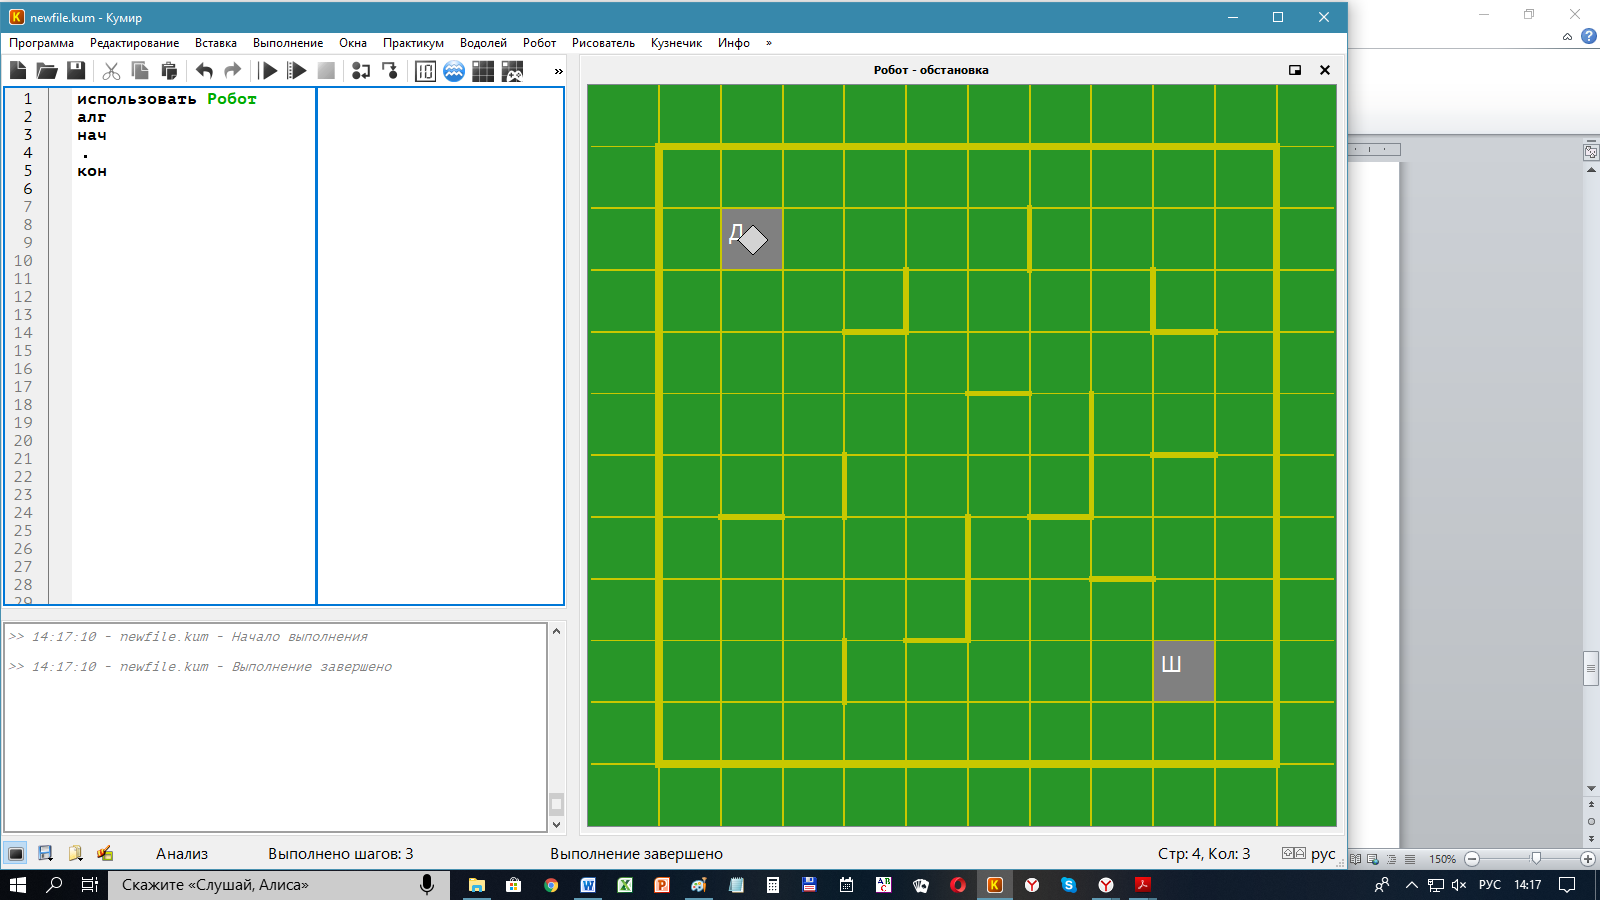 newfile.kum - Кумир
Программа Редактирование Вставка Выполнение Окна Практикум Водолей Робот Рисователь Кузнечик Инфо »
»
Робот - обстановка
1 использовать Робот
2 алг
3 нач
4 .
5 кон
6
7
8
9
10
11
12
13
14
15
16
17
18
19
20
21
22
23
24
25
26
27
28
29
Д
Ш
>> 14:17:10 - newfile.kum - Начало выполнения
>> 14:17:10 - newfile.kum - Выполнение завершено
Анализ Выполнено шагов: 3 Выполнение завершено Стр: 4, Кол: 3 рус
150%
Скажите «Слушай, Алиса»
РУС 14:17